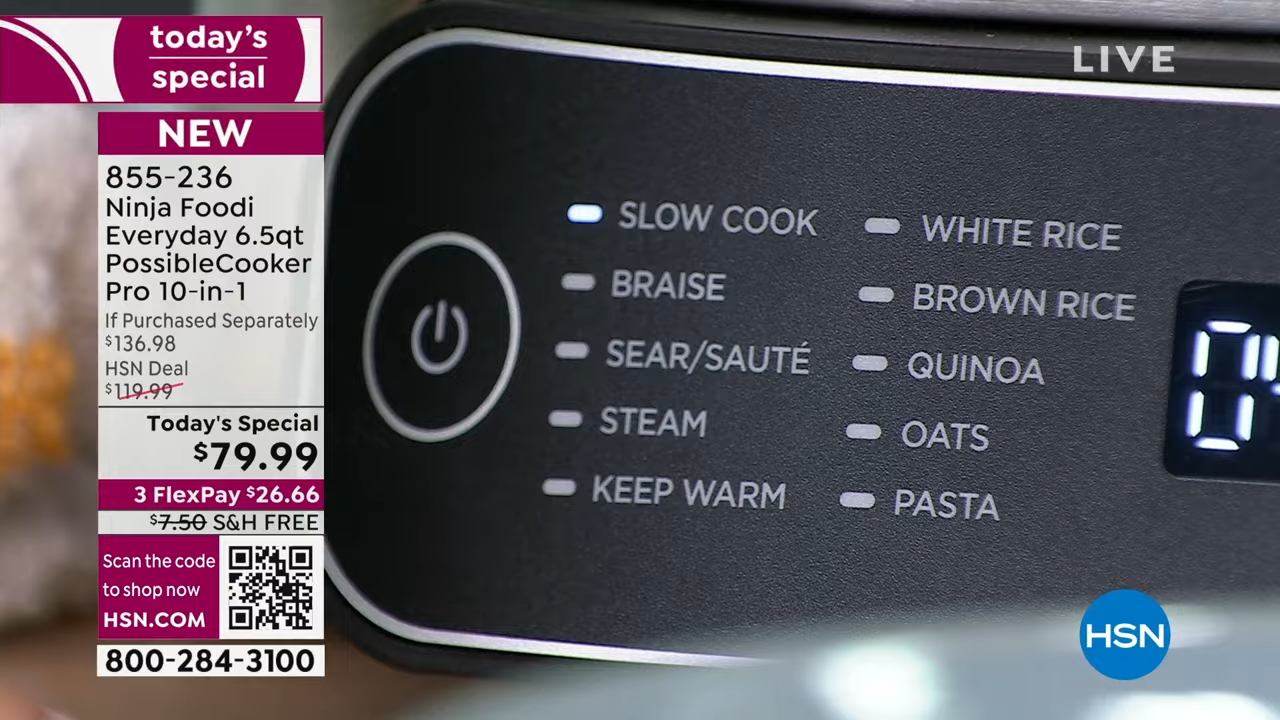 today's
special
LIVE
NEW
855-236
Ninja Foodi
Everyday 6.5qt
PossibleCooker
Pro 10-in-1
If Purchased Separately
$136.98
HSN Deal
$119.99
Today's Special
$79.99
3 FlexPay $26.66
$7.50 S&H FREE
Scan the code
to shop now
HSN.COM
800-284-3100
SLOW COOK
BRAISE
SEAR/SAUTÉ
STEAM
KEEP WARM
WHITE RICE
BROWN RICE
QUINOA
OATS
PASTA
HSN